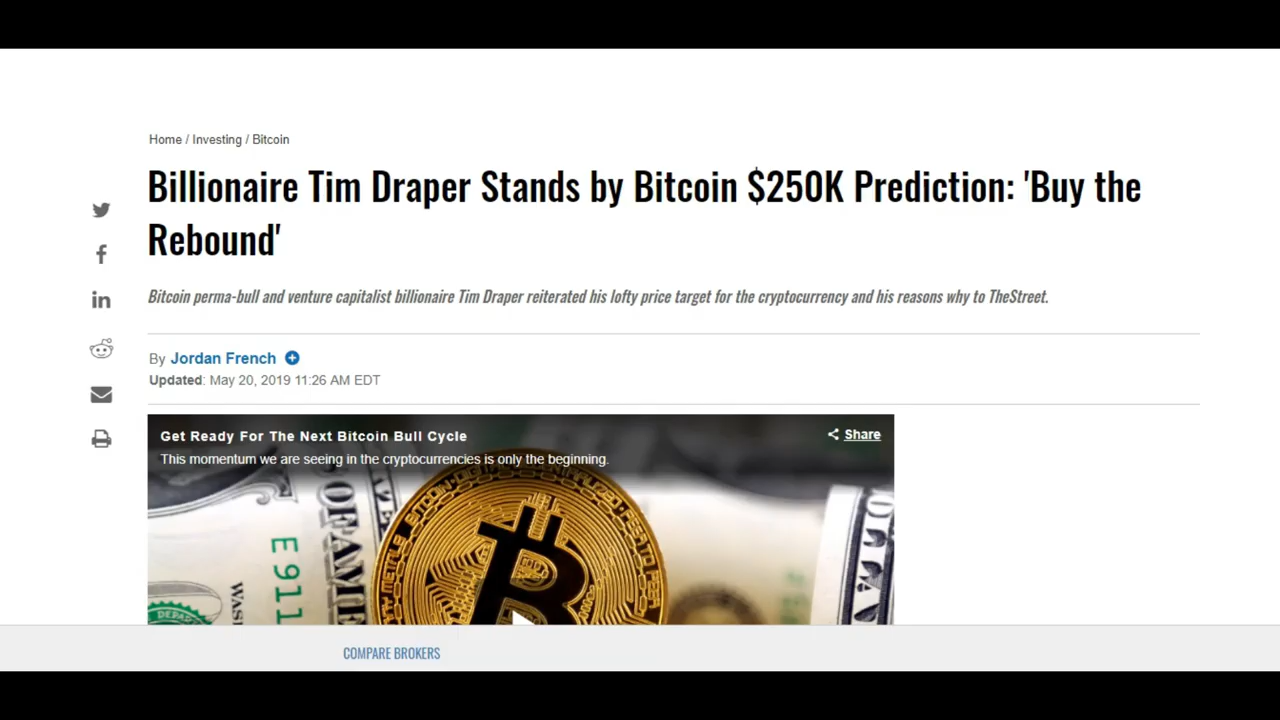 Home / Investing / Bitcoin
Billionaire Tim Draper Stands by Bitcoin $250K Prediction: 'Buy the
Rebound'
Bitcoin perma-bull and venture capitalist billionaire Tim Draper reiterated his lofty price target for the cryptocurrency and his reasons why to TheStreet.
By Jordan French
Updated: May 20, 2019 11:26 AM EDT
Get Ready For The Next Bitcoin Bull Cycle
Share
This momentum we are seeing in the cryptocurrencies is only the beginning.
E911
COMPARE BROKERS